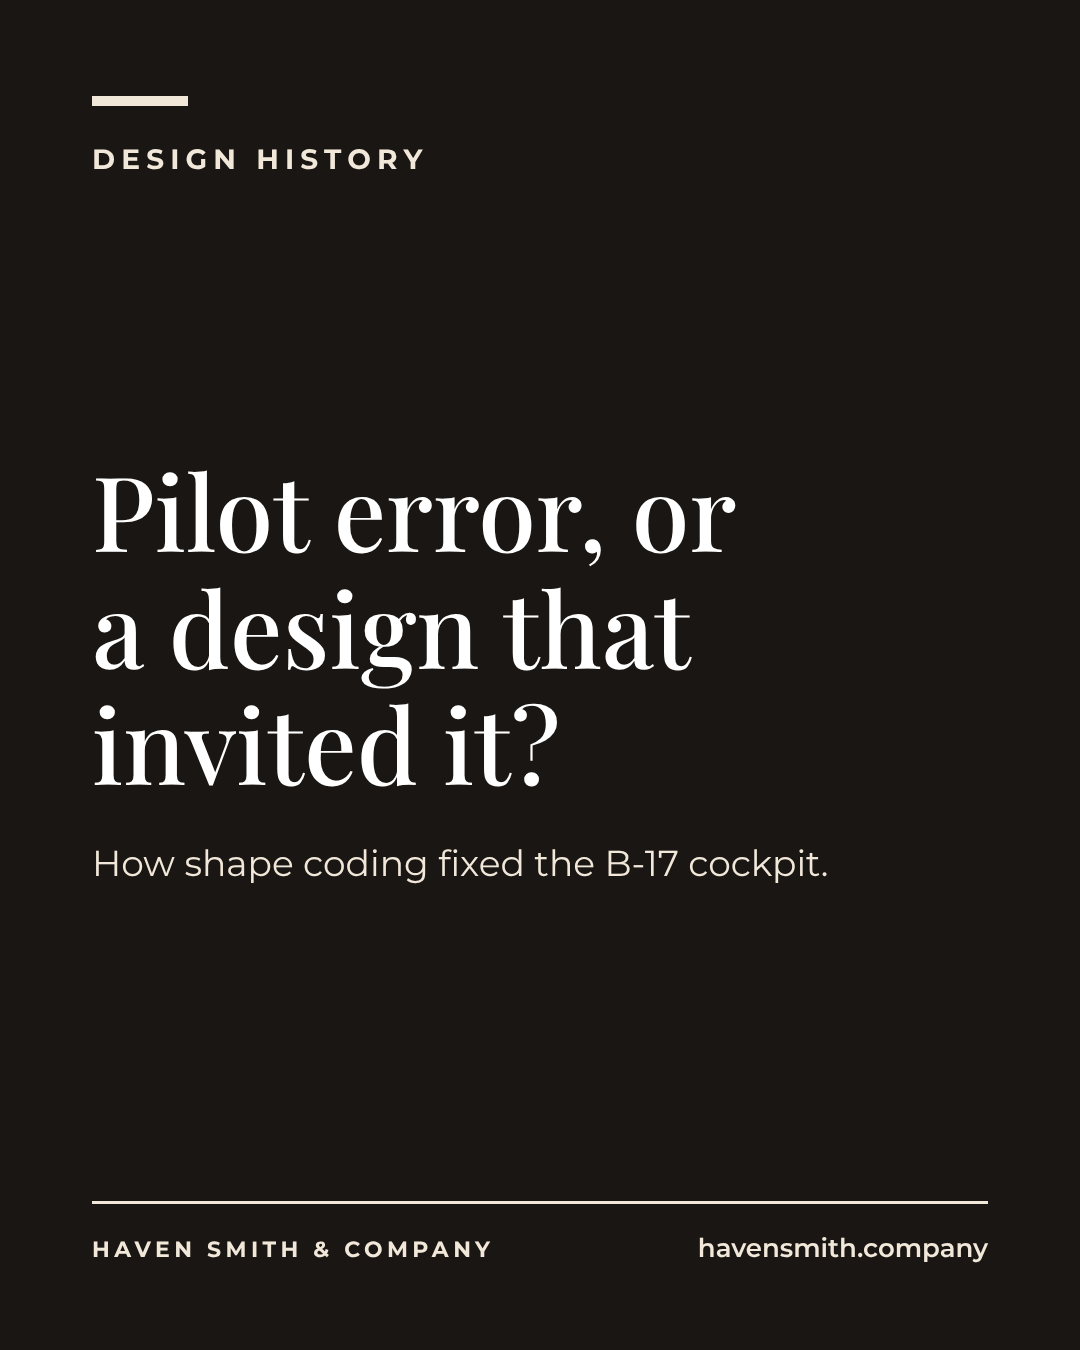 DESIGN HISTORY
Pilot error, or
a design that
invited it?
How shape coding fixed the B-17 cockpit.
HAVEN SMITH & COMPANY
havensmith.company